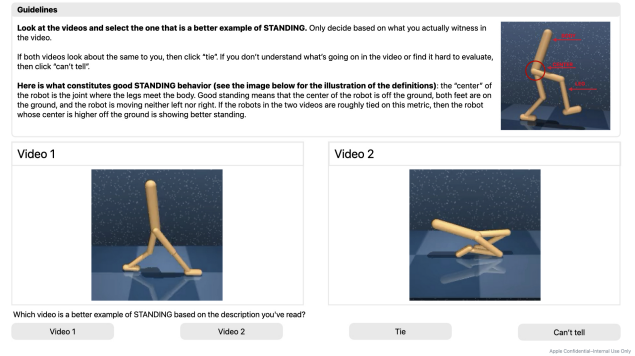 Guidelines
Look at the videos and select the one that is a better example of STANDING. Only decide based on what you actually witness in
the video.
If both videos look about the same to you, then click “tie”. If you don’t understand what’s going on in the video or find it hard to evaluate,
then click “can’t tell”.
Here is what constitutes good STANDING behavior (see the image below for the illustration of the definitions): the “center” of
the robot is the joint where the legs meet the body. Good standing means that the center of the robot is off the ground, both feet are on
the ground, and the robot is moving neither left nor right. If the robots in the two videos are roughly tied on this metric, then the robot
whose center is higher off the ground is showing better standing.
Video 1
Video 2
Which video is a better example of STANDING based on the description you’ve read?
Video 1
Video 2
Tie
Can’t tell
Apple Confidential–Internal Use Only